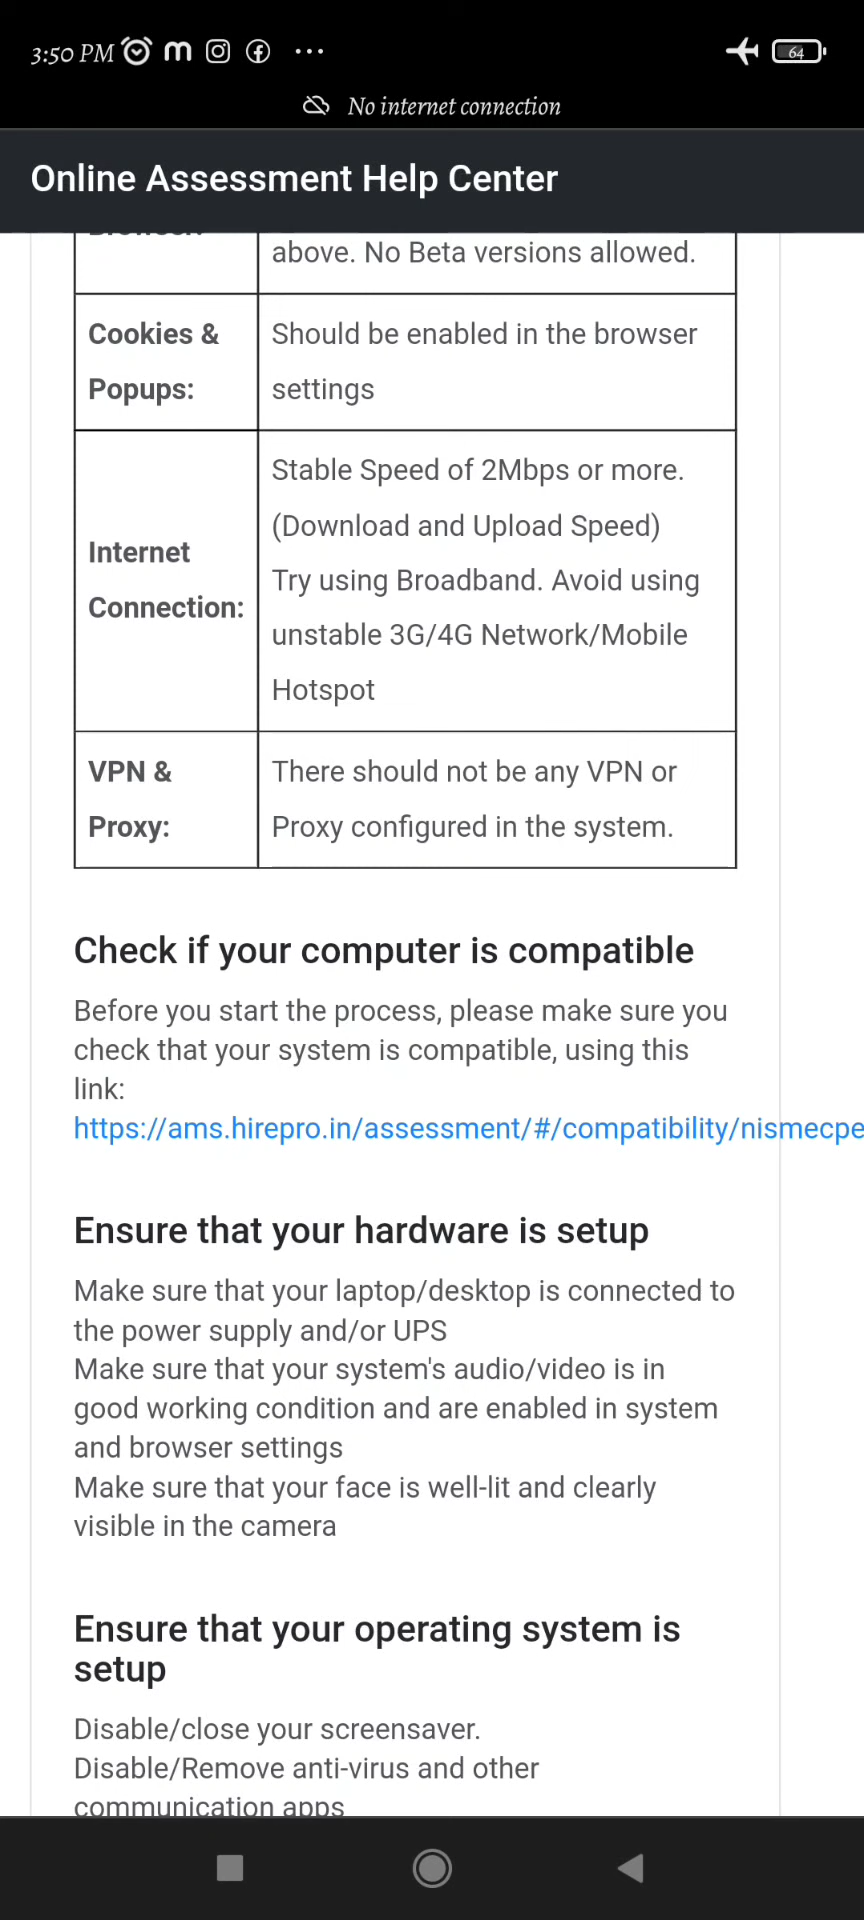 3:50 PM
64
No internet connection
Online Assessment Help Center
above. No Beta versions allowed.
Cookies &
Popups:
Should be enabled in the browser
settings
Internet
Connection:
Stable Speed of 2Mbps or more.
(Download and Upload Speed)
Try using Broadband. Avoid using
unstable 3G/4G Network/Mobile
Hotspot
VPN &
Proxy:
There should not be any VPN or
Proxy configured in the system.
Check if your computer is compatible
Before you start the process, please make sure you
check that your system is compatible, using this
link:
https://ams.hirepro.in/assessment/#/compatibility/nismecpe
Ensure that your hardware is setup
Make sure that your laptop/desktop is connected to
the power supply and/or UPS
Make sure that your system's audio/video is in
good working condition and are enabled in system
and browser settings
Make sure that your face is well-lit and clearly
visible in the camera
Ensure that your operating system is
setup
Disable/close your screensaver.
Disable/Remove anti-virus and other
communication apps